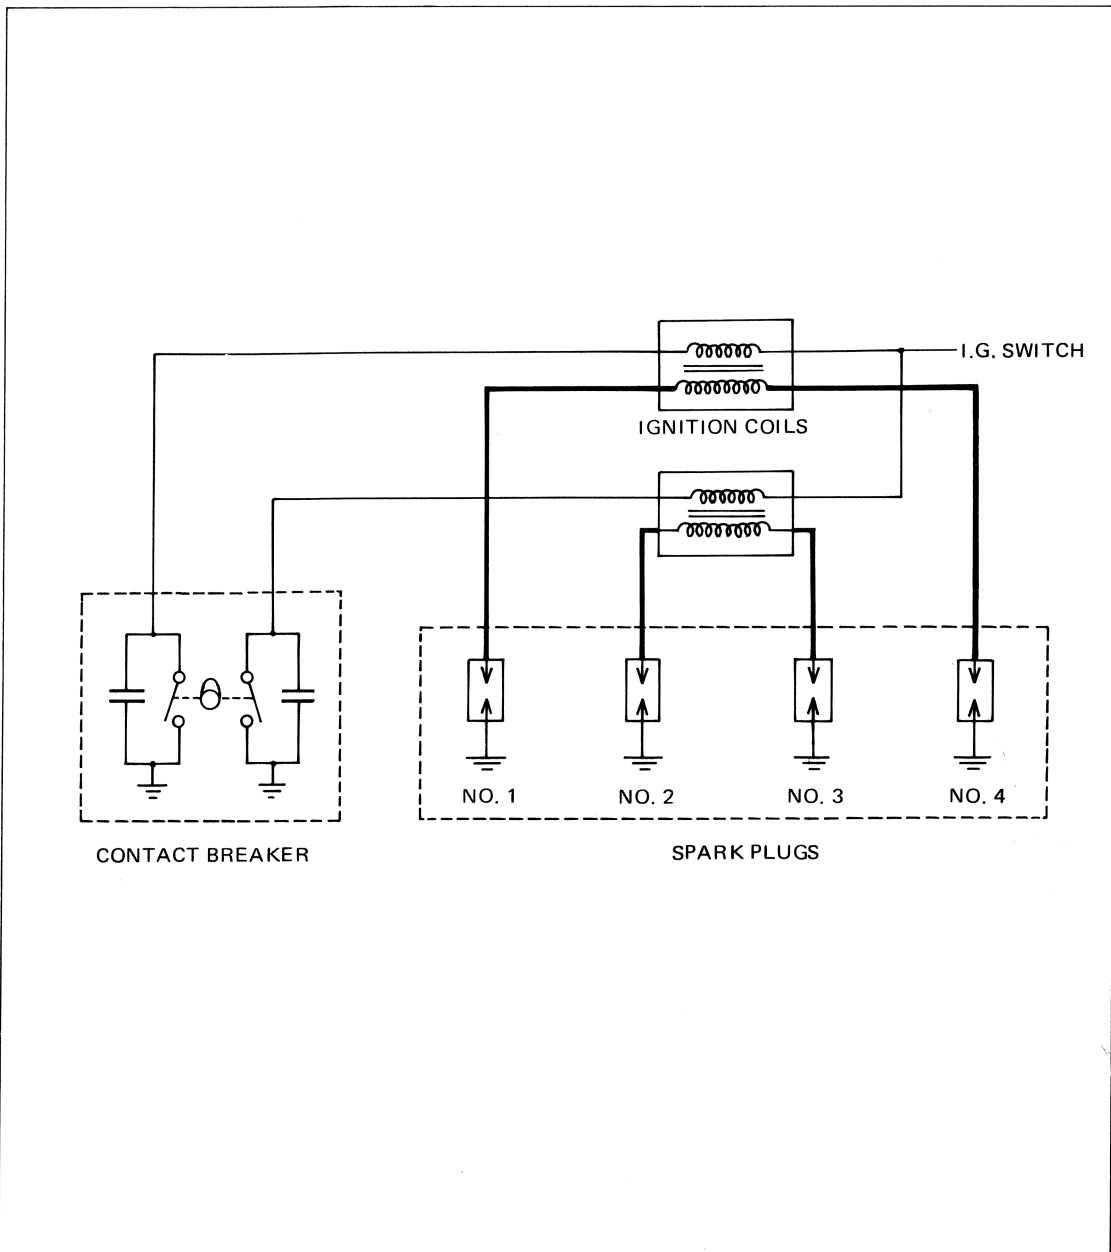 I.G. SWITCH
IGNITION COILS
NO. 1
NO. 2
NO. 3
NO. 4
CONTACT BREAKER
SPARK PLUGS